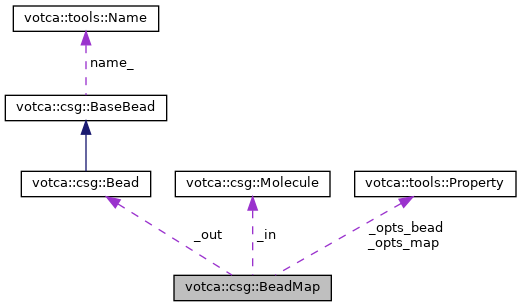 votca::tools::Name
name_
votca::csg::BaseBead
votca::csg::Bead
votca::csg::Molecule
votca::tools::Property
_out
_in
_opts_bead
_opts_map
votca::csg::BeadMap